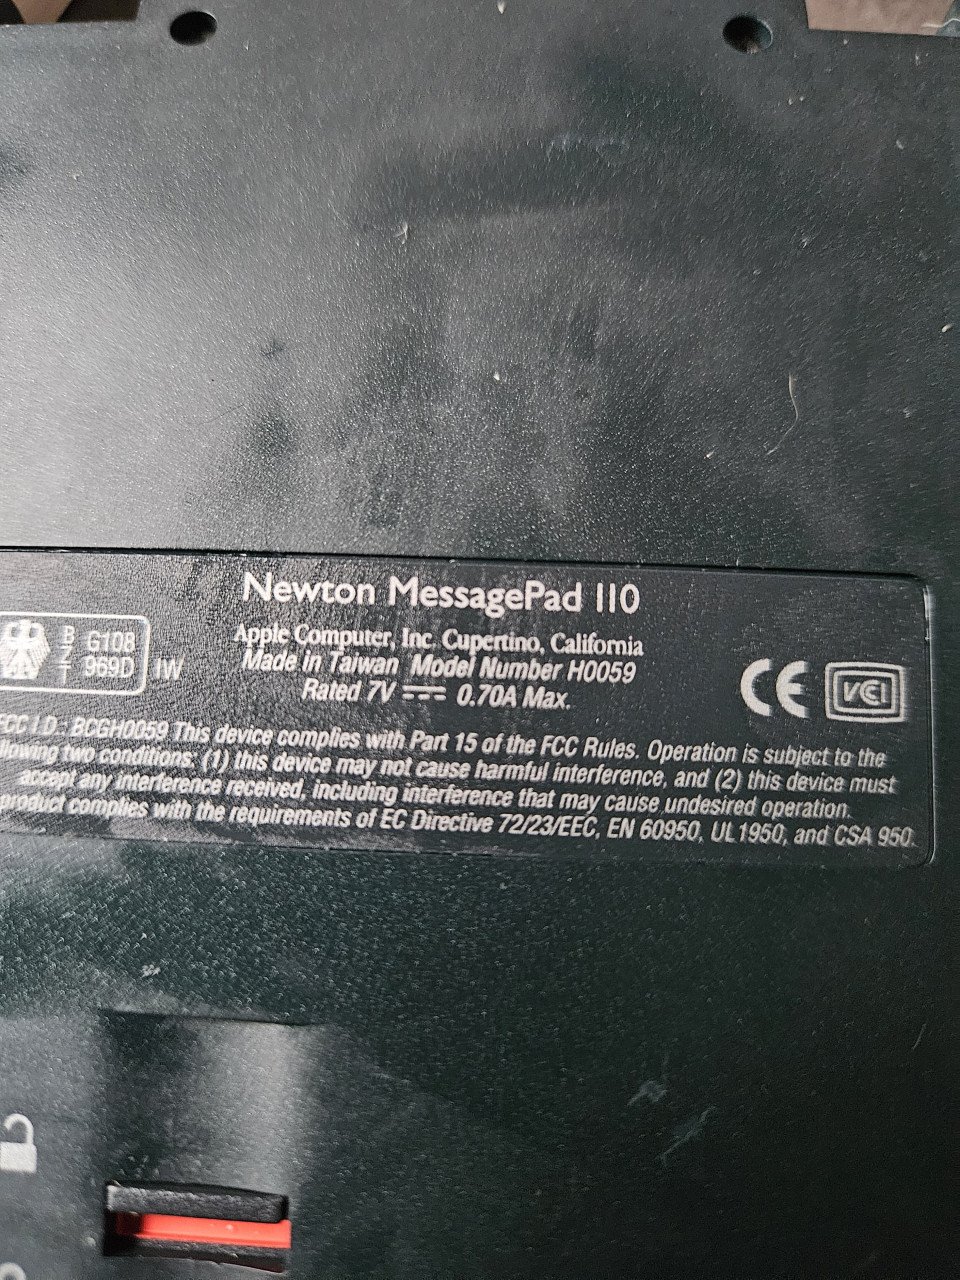 Newton MessagePad 110
Apple Computer, Inc. Cupertino, California
Made in Taiwan Model Number H0059
Rated 7V 0.70A Max.
B
Z
T
G108
969D
IW
CE
VCI
FCC I D.: BCGH0059 This device complies with Part 15 of the FCC Rules. Operation is subject to the
two conditions: (1) this device may not cause harmful interference, and (2) this device must
accept any interference received, including interference that may cause undesired operation.
product complies with the requirements of EC Directive 72/23/EEC, EN 60950, UL1950, and CSA 950.